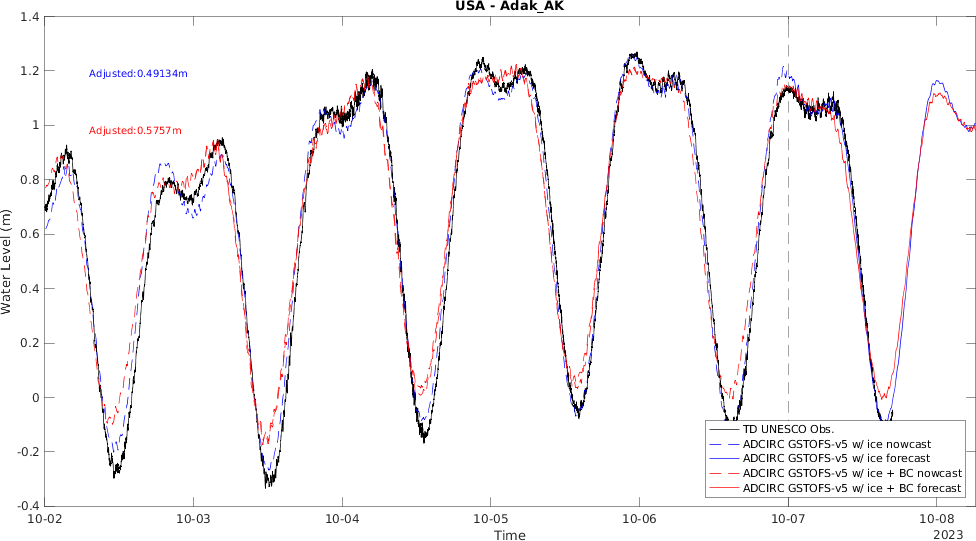 USA - Adak_AK
1.4
1.2
1
0.8
0.6
0.4
0.2
0
-0.2
-0.4
Water Level (m)
Adjusted:0.49134m
Adjusted:0.5757m
TD UNESCO Obs.
ADCIRC GSTOFS-v5 w/ ice nowcast
ADCIRC GSTOFS-v5 w/ ice forecast
ADCIRC GSTOFS-v5 w/ ice + BC nowcast
ADCIRC GSTOFS-v5 w/ ice + BC forecast
10-02 10-03 10-04 10-05 10-06 10-07 10-08
Time
2023